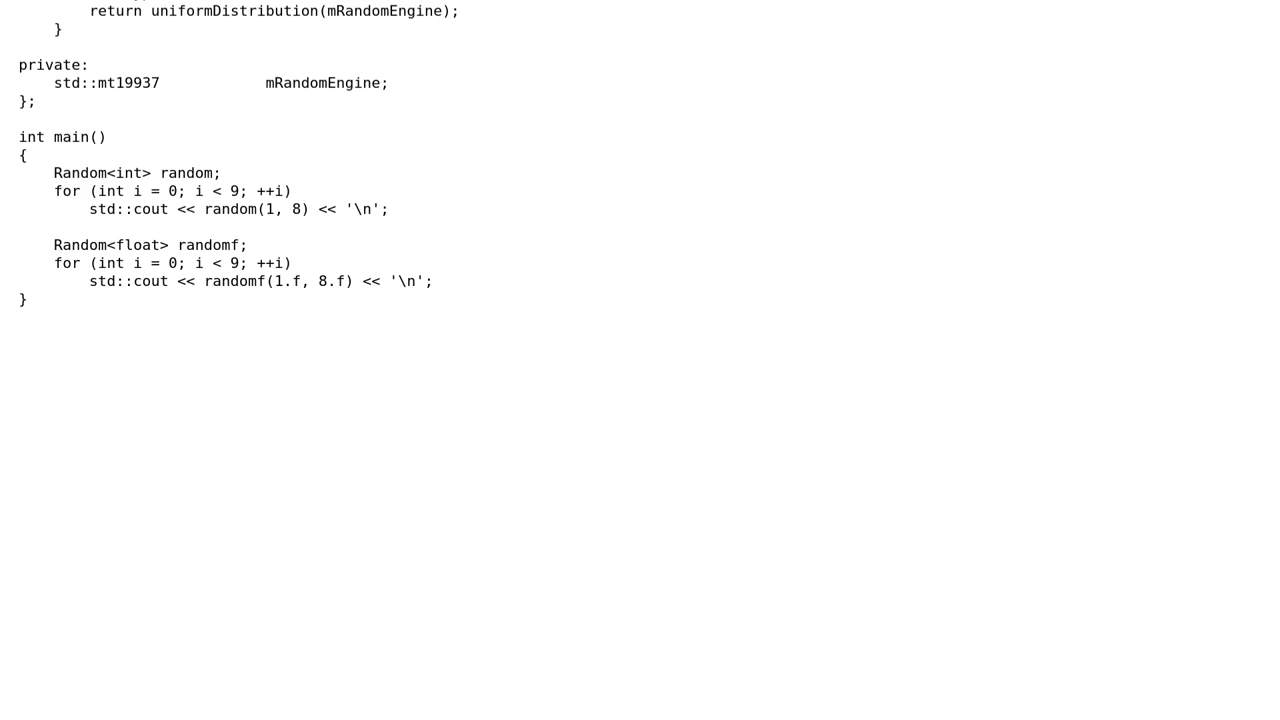 return uniformDistribution(mRandomEngine);
    }

private:
    std::mt19937            mRandomEngine;
};

int main()
{
    Random<int> random;
    for (int i = 0; i < 9; ++i)
        std::cout << random(1, 8) << '\n';

    Random<float> randomf;
    for (int i = 0; i < 9; ++i)
        std::cout << randomf(1.f, 8.f) << '\n';
}